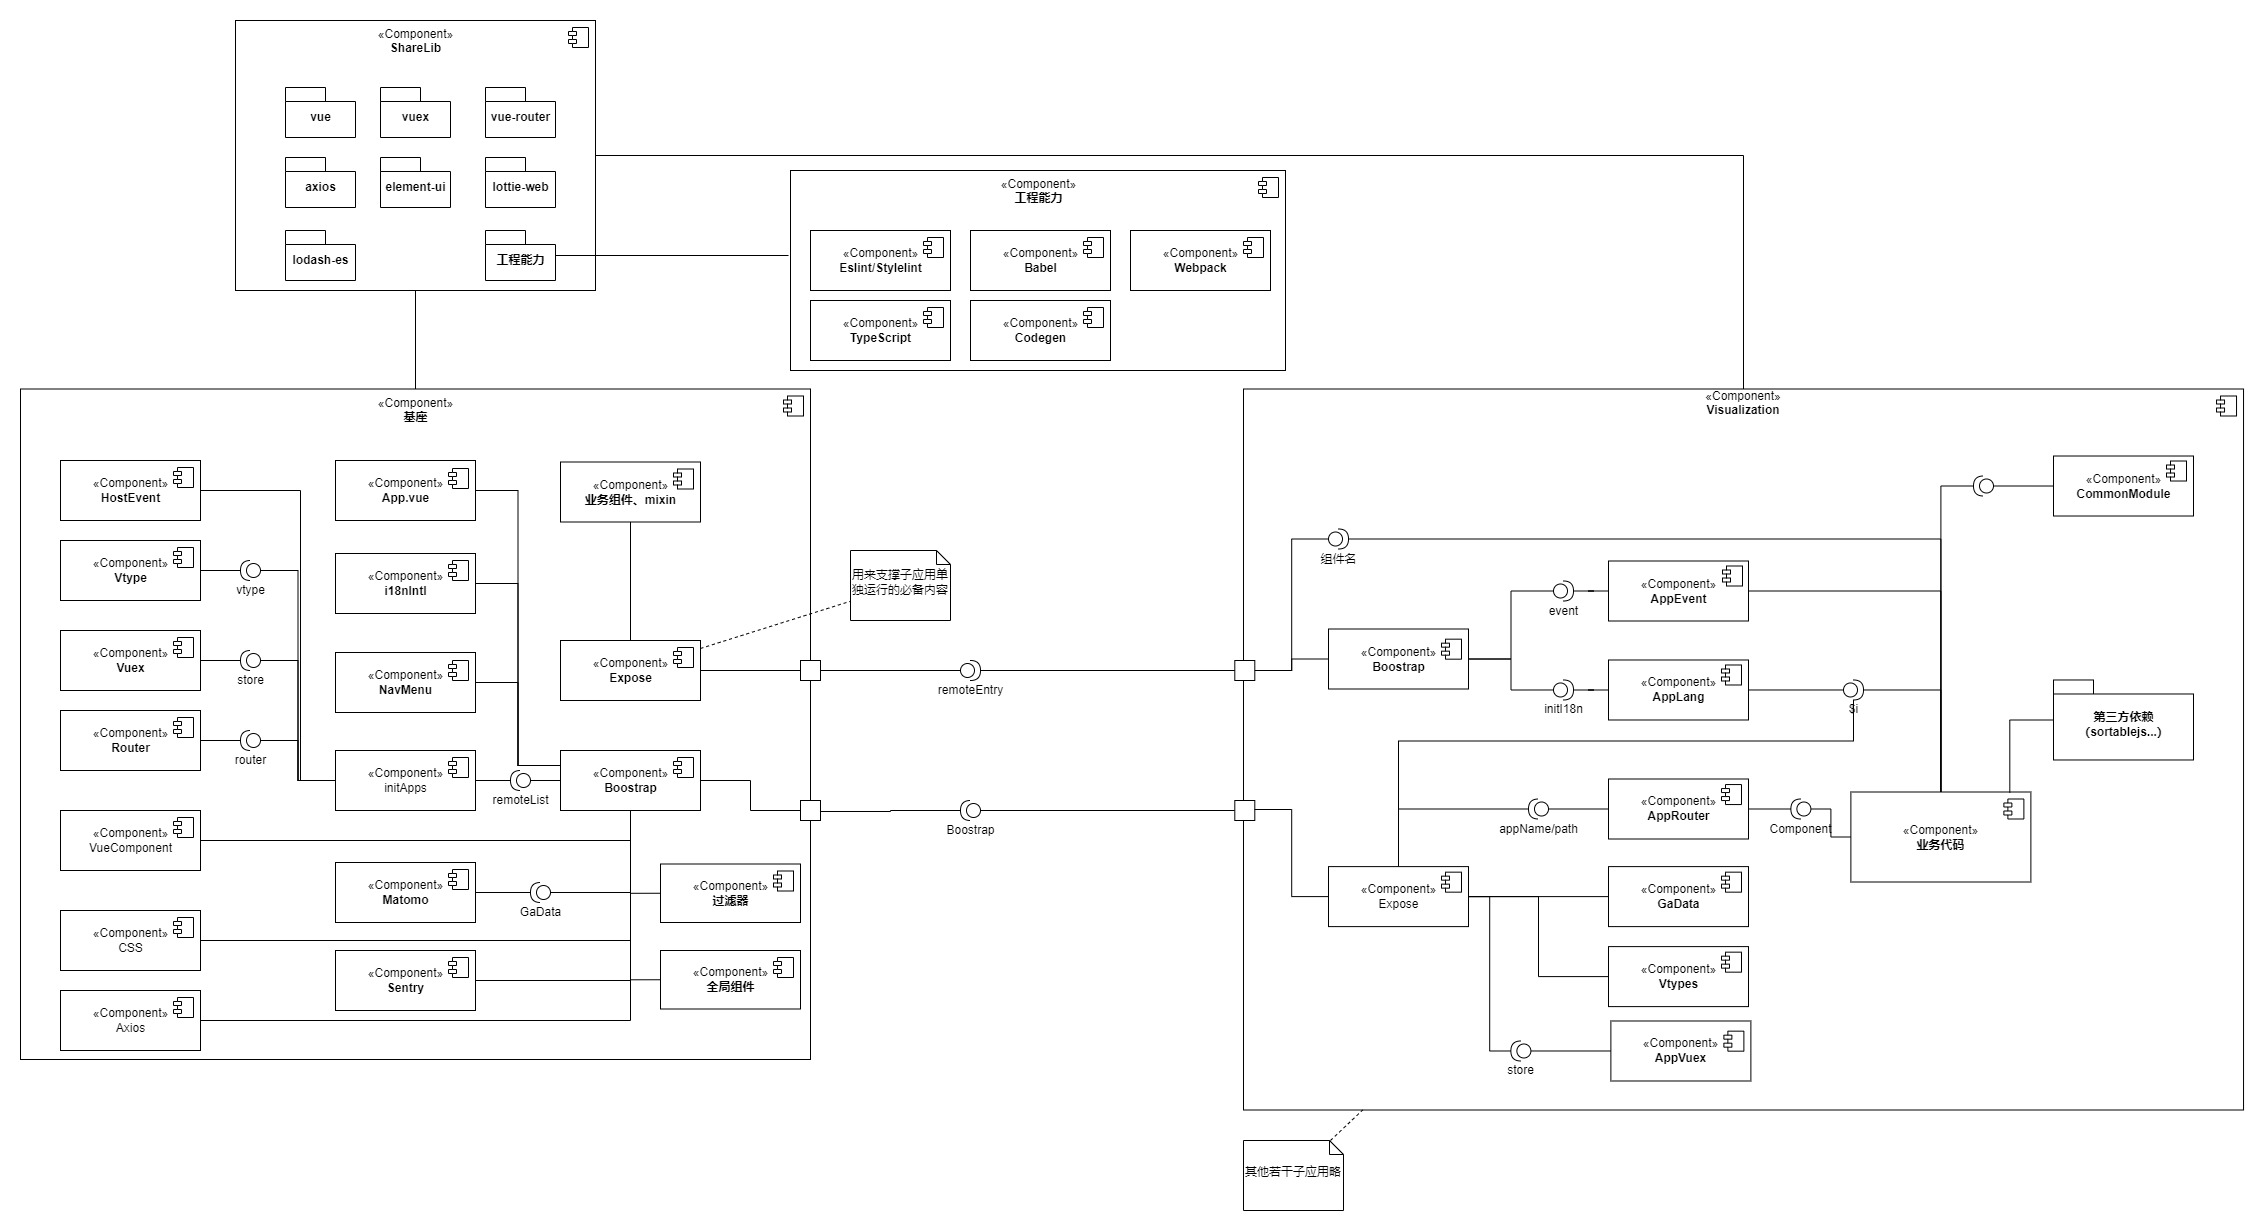 «Component»
ShareLib
vue
vuex
vue-router
axios
element-ui
lottie-web
lodash-es
工程能力
«Component»
工程能力
«Component»
Eslint/Stylelint
«Component»
Babel
«Component»
Webpack
«Component»
TypeScript
«Component»
Codegen
«Component»
基座
«Component»
HostEvent
«Component»
App.vue
«Component»
业务组件、mixin
«Component»
Vtype
vtype
«Component»
i18nIntl
«Component»
Vuex
store
«Component»
NavMenu
«Component»
Expose
用来支撑子应用单
独运行的必备内容
«Component»
Router
router
«Component»
initApps
remoteList
«Component»
Boostrap
«Component»
VueComponent
«Component»
Matomo
GaData
«Component»
过滤器
«Component»
CSS
«Component»
Sentry
«Component»
全局组件
«Component»
Axios
remoteEntry
Boostrap
«Component»
Visualization
«Component»
CommonModule
组件名
event
«Component»
AppEvent
«Component»
Boostrap
initI18n
«Component»
AppLang
$i
第三方依赖
（sortablejs...）
appName/path
«Component»
AppRouter
Component
«Component»
业务代码
«Component»
Expose
«Component»
GaData
«Component»
Vtypes
store
«Component»
AppVuex
其他若干子应用略